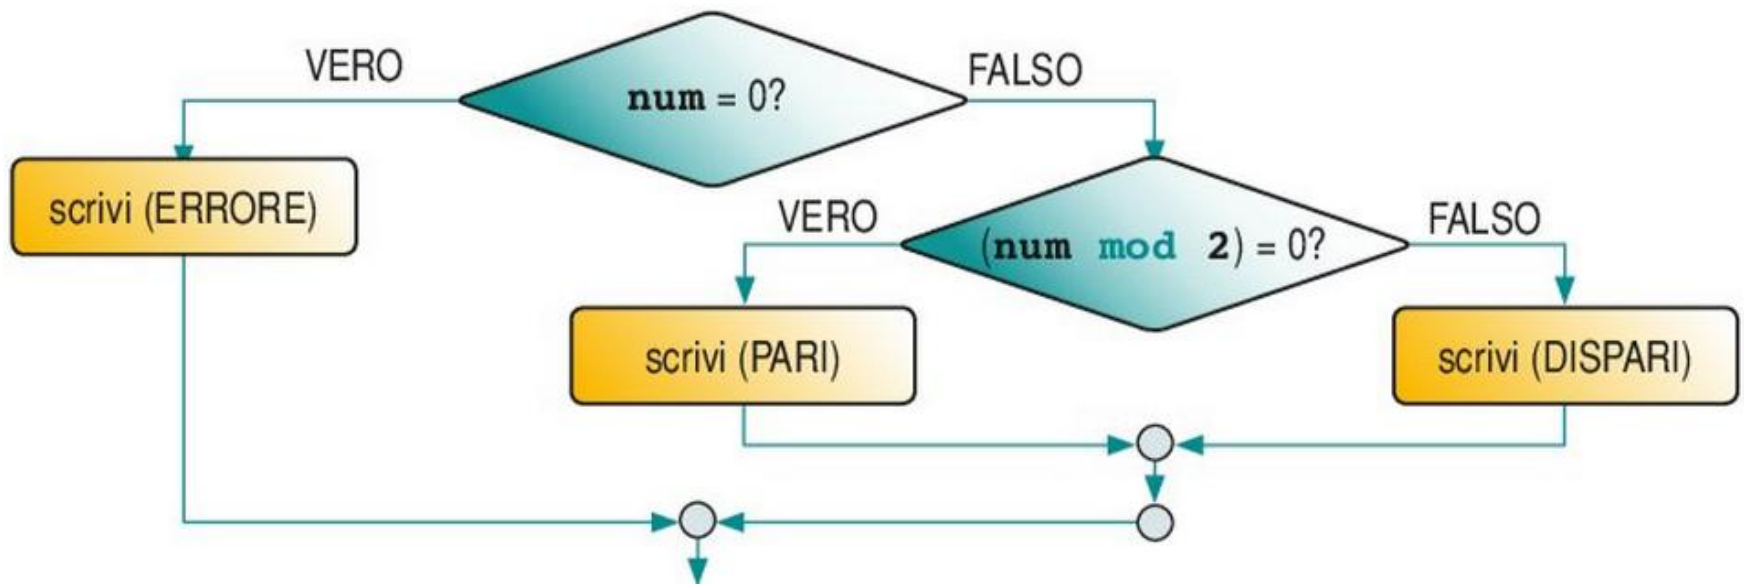 VERO
num = 0?
FALSO
scrivi (ERRORE)
VERO
(num mod 2) = 0?
FALSO
scrivi (PARI)
scrivi (DISPARI)